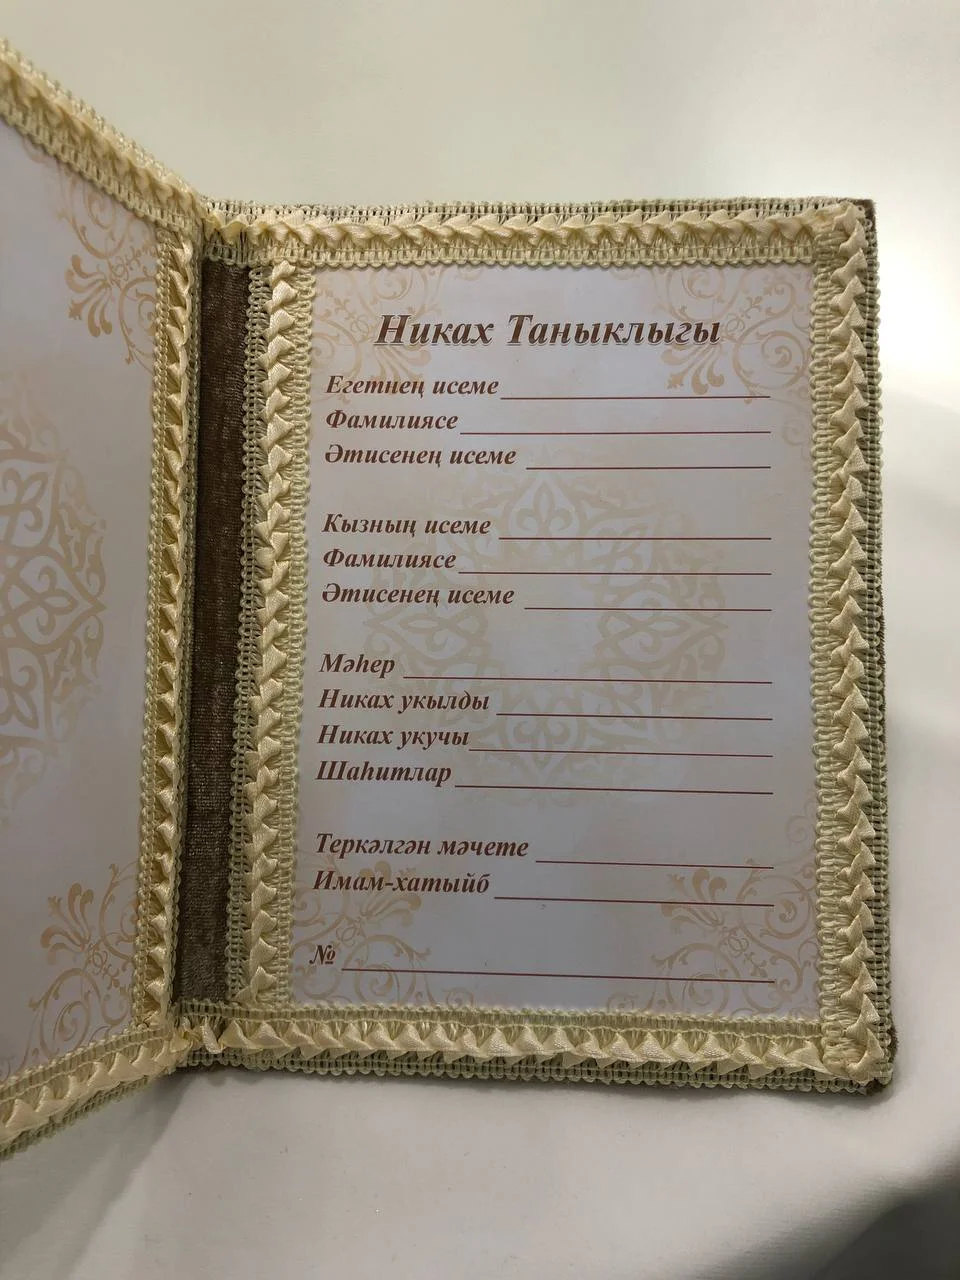 Никах Таныклыгы
Егетнең исеме
Фамилиясе
Әтисенең исеме
Кызның исеме
Фамилиясе
Әтисенең исеме
Мәһер
Никах укылды
Никах укучы
Шаһитлар
Теркәлгән мәчете
Имам-хатыйб
№